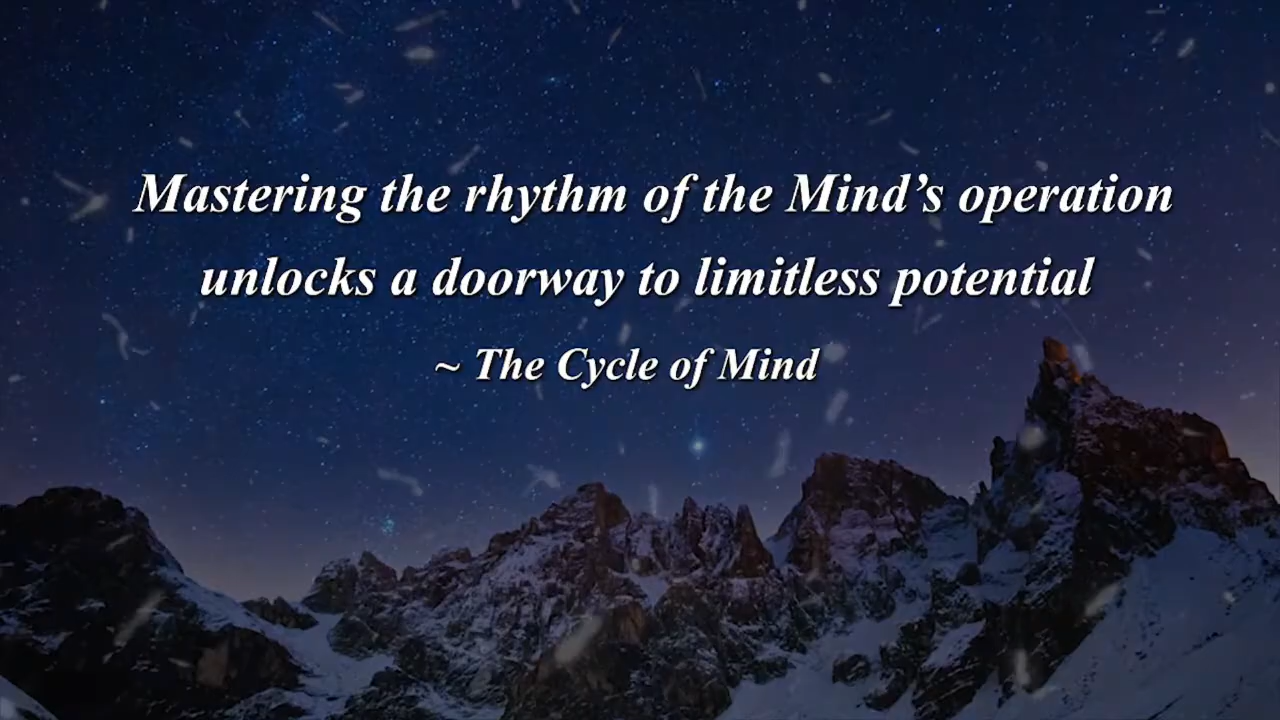 Mastering the rhythm of the Mind’s operation
unlocks a doorway to limitless potential
~ The Cycle of Mind